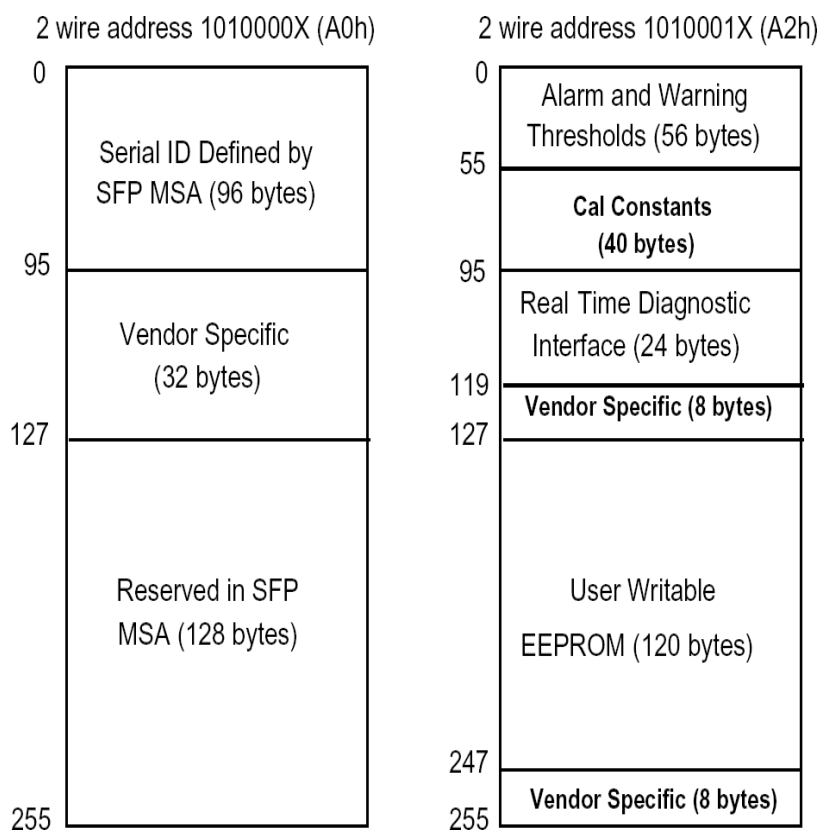 2 wire address 1010000X (A0h)
0
Serial ID Defined by
SFP MSA (96 bytes)
95
Vendor Specific
(32 bytes)
127
Reserved in SFP
MSA (128 bytes)
255
2 wire address 1010001X (A2h)
0
Alarm and Warning
Thresholds (56 bytes)
55
Cal Constants
(40 bytes)
95
Real Time Diagnostic
Interface (24 bytes)
119
Vendor Specific (8 bytes)
127
User Writable
EEPROM (120 bytes)
247
Vendor Specific (8 bytes)
255